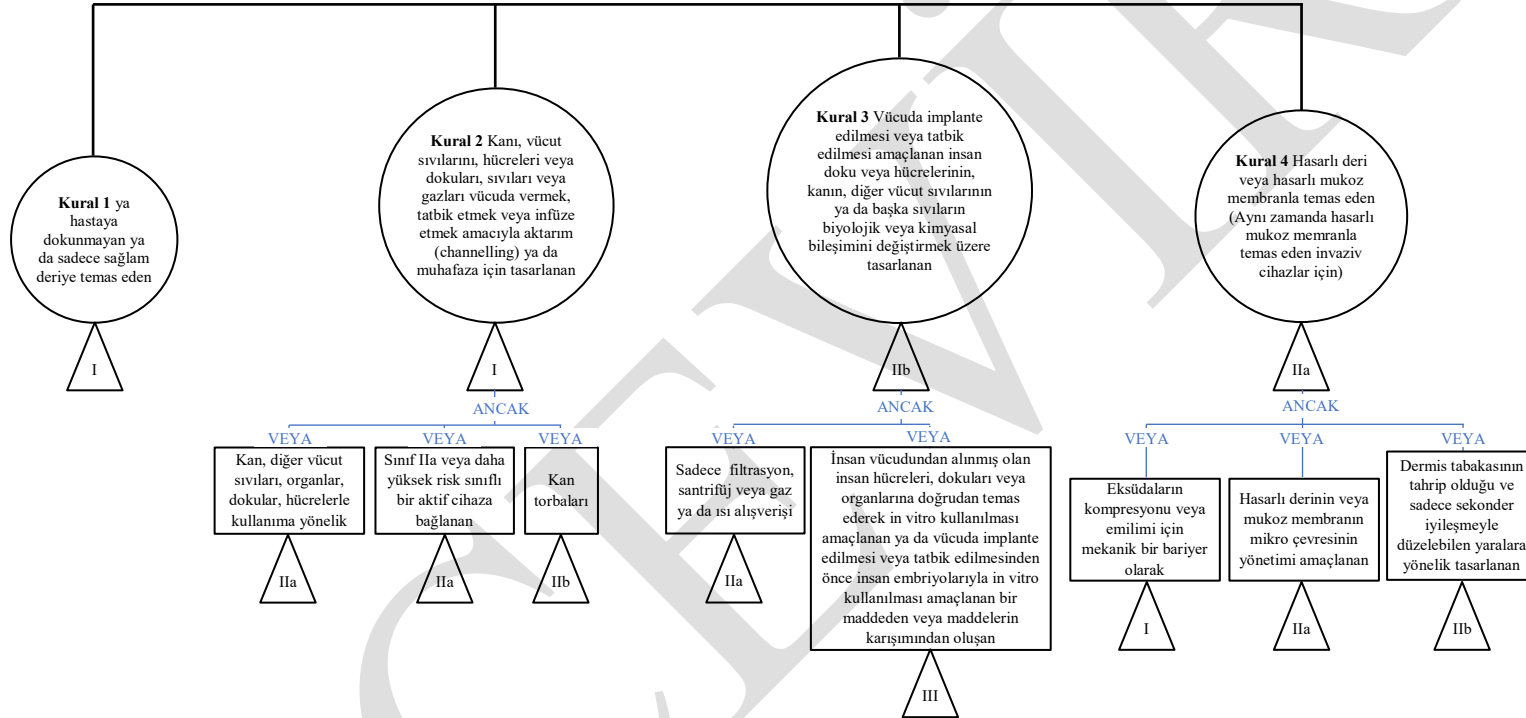 Kural 1 ya
hastaya
dokunmayan ya
da sadece sağlam
deriye temas eden
I
Kural 2 Kanı, vücut
sıvılarını, hücreleri veya
dokuları, sıvıları veya
gazları vücuda vermek,
tatbik etmek veya infüze
etmek amacıyla aktarım
(channelling) ya da
muhafaza için tasarlanan
I
ANCAK
VEYA
Kan, diğer vücut
sıvıları, organlar,
dokular, hücrelerle
kullanıma yönelik
IIa
VEYA
Sınıf IIa veya daha
yüksek risk sınıflı
bir aktif cihaza
bağlanan
IIa
VEYA
Kan
torbaları
IIb
Kural 3 Vücuda implante
edilmesi veya tatbik
edilmesi amaçlanan insan
doku veya hücrelerinin,
kanın, diğer vücut sıvılarının
ya da başka sıvıların
biyolojik veya kimyasal
bileşimini değiştirmek üzere
tasarlanan
IIb
ANCAK
VEYA
Sadece filtrasyon,
santrifüj veya gaz
ya da ısı alışverişi
IIa
VEYA
İnsan vücudundan alınmış olan
insan hücreleri, dokuları veya
organlarına doğrudan temas
ederek in vitro kullanılması
amaçlanan ya da vücuda implante
edilmesi veya tatbik edilmesinden
önce insan embriyolarıyla in vitro
kullanılması amaçlanan bir
maddeden veya maddelerin
karışımından oluşan
III
Kural 4 Hasarlı deri
veya hasarlı mukoz
membranla temas eden
(Aynı zamanda hasarlı
mukoz memranla
temas eden invaziv
cihazlar için)
IIa
ANCAK
VEYA
Eksüdaların
kompresyonu veya
emilimi için
mekanik bir bariyer
olarak
I
VEYA
Hasarlı derinin veya
mukoz membranın
mikro çevresinin
yönetimi amaçlanan
IIa
VEYA
Dermis tabakasının
tahrip olduğu ve
sadece sekonder
iyileşmeyle
düzelebilen yaralara
yönelik tasarlanan
IIb